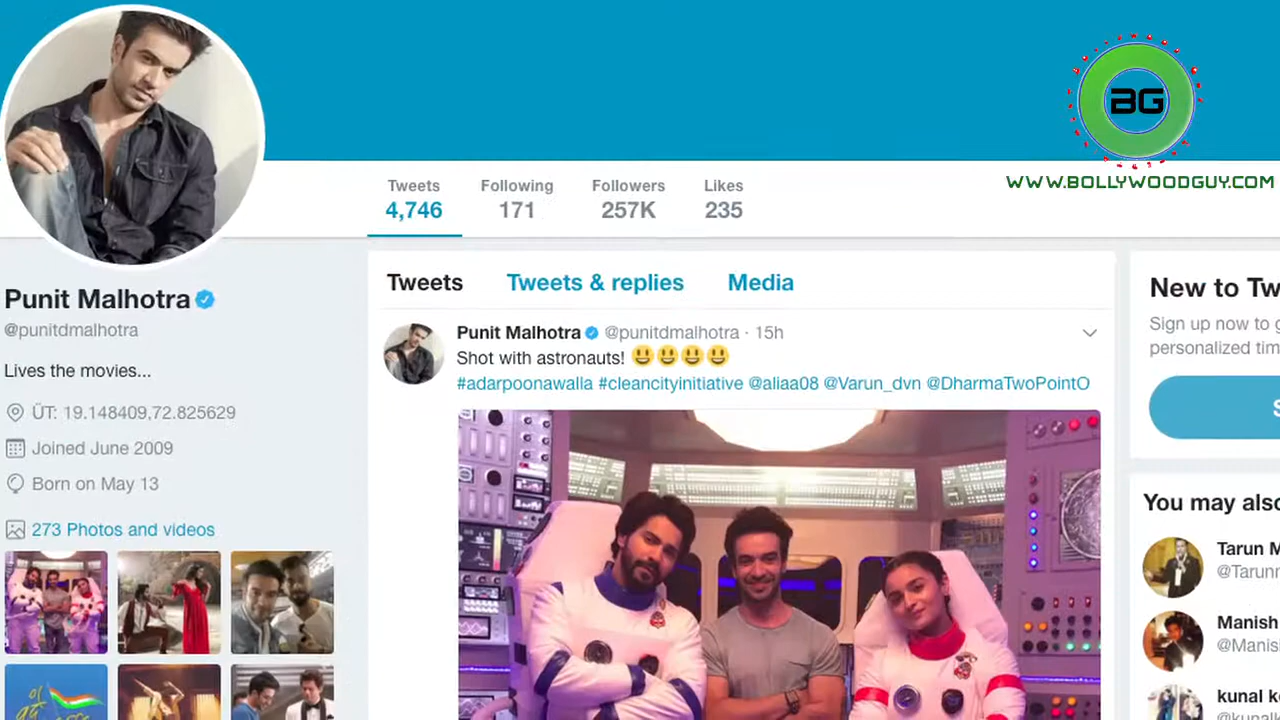 BG
WWW.BOLLYWOODGUY.COM
Tweets Following Followers Likes
4,746 171 257K 235
Punit Malhotra
@punitdmalhotra
Lives the movies...
ÜT: 19.148409,72.825629
Joined June 2009
Born on May 13
273 Photos and videos
Tweets Tweets & replies Media
Punit Malhotra @punitdmalhotra · 15h
Shot with astronauts! 😃😃😃😃
#adarpoonawalla #cleancityinitiative @aliaa08 @Varun_dvn @DharmaTwoPointO
New to Tw
Sign up now to g
personalized tim
S
You may also
Tarun M
@Tarunn
Manish
@Manis
kunal k
@kunal